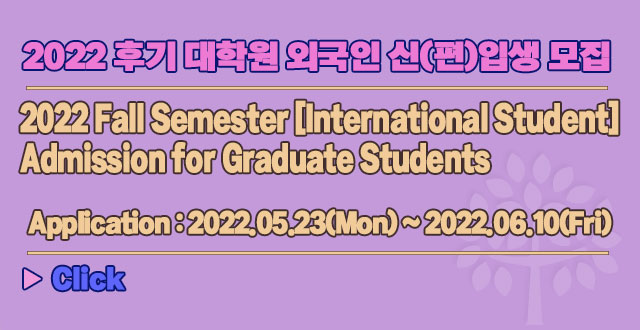 2022 후기 대학원 외국인 신(편)입생 모집
2022 Fall Semester [International Student]
Admission for Graduate Students
Application : 2022.05.23(Mon) ~ 2022.06.10(Fri)
▷ Click